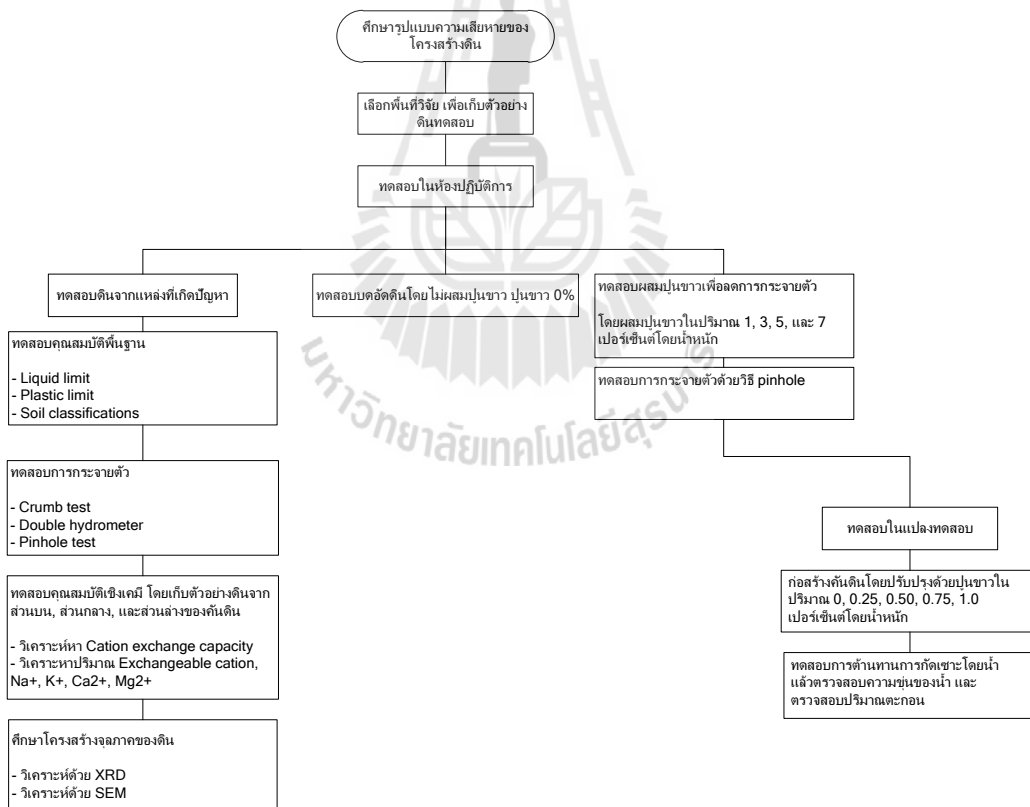 ศึกษารูปแบบความเสียหายของ
โครงสร้างดิน
เลือกพื้นที่วิจัย เพื่อเก็บตัวอย่าง
ดินทดสอบ
ทดสอบในห้องปฏิบัติการ
ทดสอบดินจากแหล่งที่เกิดปัญหา
ทดสอบคุณสมบัติพื้นฐาน
- Liquid limit
- Plastic limit
- Soil classifications
ทดสอบการกระจายตัว
- Crumb test
- Double hydrometer
- Pinhole test
ทดสอบคุณสมบัติเชิงเคมี โดยเก็บตัวอย่างดินจาก
ส่วนบน, ส่วนกลาง, และส่วนล่างของคันดิน
- วิเคราะห์หา Cation exchange capacity
- วิเคราะหาปริมาณ Exchangeable cation,
Na+, K+, Ca2+, Mg2+
ศึกษาโครงสร้างจุลภาคของดิน
- วิเคราะห์ด้วย XRD
- วิเคราะห์ด้วย SEM
ทดสอบบดอัดดินโดยไม่ผสมปูนขาว ปูนขาว 0%
ทดสอบผสมปูนขาวเพื่อลดการกระจายตัว
โดยผสมปูนขาวในปริมาณ 1, 3, 5, และ 7
เปอร์เซ็นต์โดยน้ำหนัก
ทดสอบการกระจายตัวด้วยวิธี pinhole
ทดสอบในแปลงทดสอบ
ก่อสร้างคันดินโดยปรับปรุงด้วยปูนขาวใน
ปริมาณ 0, 0.25, 0.50, 0.75, 1.0
เปอร์เซ็นต์โดยน้ำหนัก
ทดสอบการต้านทานการกัดเซาะโดยน้ำ
แล้วตรวจสอบความขุ่นของน้ำ และ
ตรวจสอบปริมาณตะกอน
มหาวิทยาลัยเทคโนโลยีสุรนารี